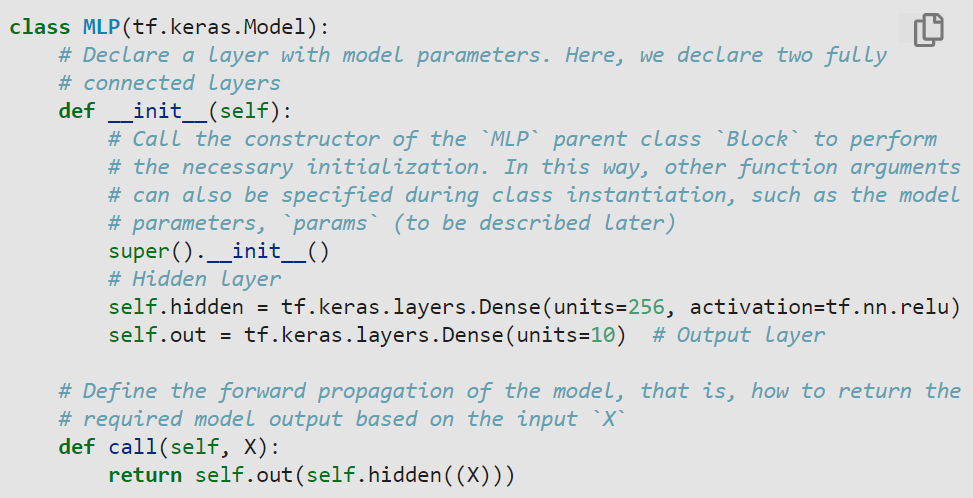 class MLP(tf.keras.Model):
    # Declare a layer with model parameters. Here, we declare two fully
    # connected layers
    def __init__(self):
        # Call the constructor of the `MLP` parent class `Block` to perform
        # the necessary initialization. In this way, other function arguments
        # can also be specified during class instantiation, such as the model
        # parameters, `params` (to be described later)
        super().__init__()
        # Hidden layer
        self.hidden = tf.keras.layers.Dense(units=256, activation=tf.nn.relu)
        self.out = tf.keras.layers.Dense(units=10)  # Output layer

    # Define the forward propagation of the model, that is, how to return the
    # required model output based on the input `X`
    def call(self, X):
        return self.out(self.hidden((X)))